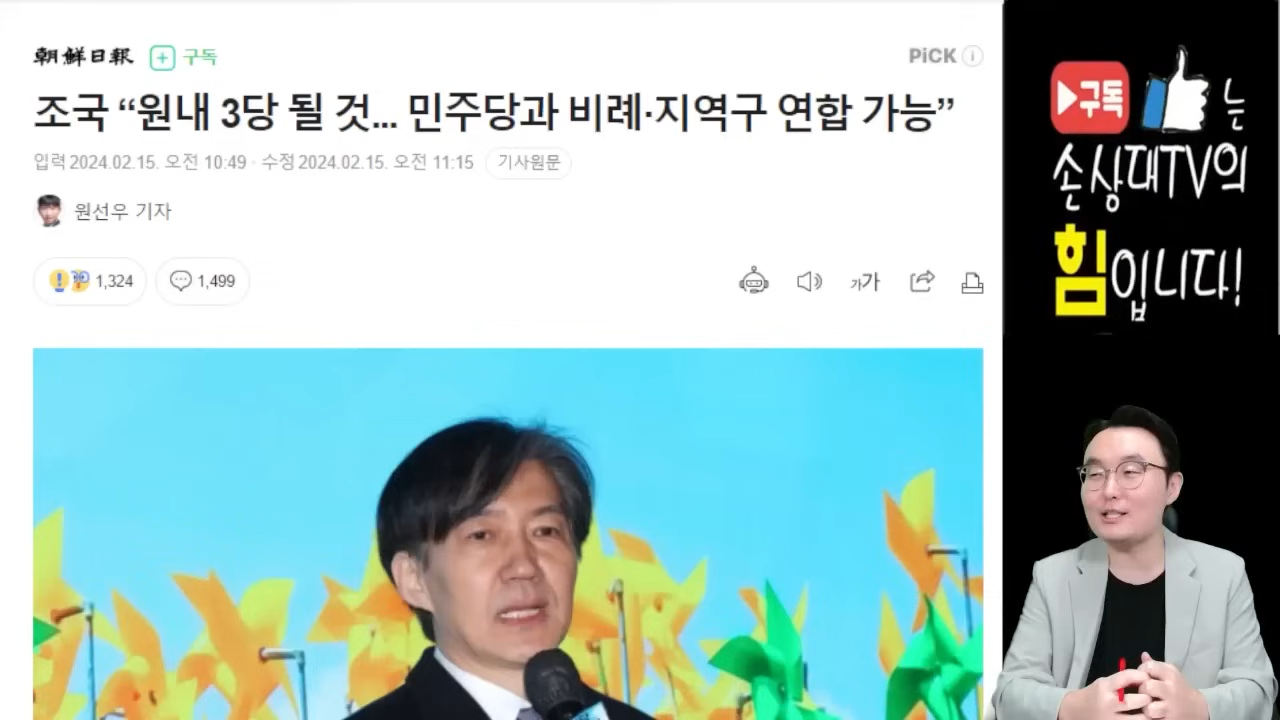 朝鮮日報 + 구독
PiCK i
조국 “원내 3당 될 것... 민주당과 비례·지역구 연합 가능”
입력 2024.02.15. 오전 10:49 · 수정 2024.02.15. 오전 11:15 기사원문
원선우 기자
1,324 1,499
가가
구독 는
손상대TV의
힘입니다!